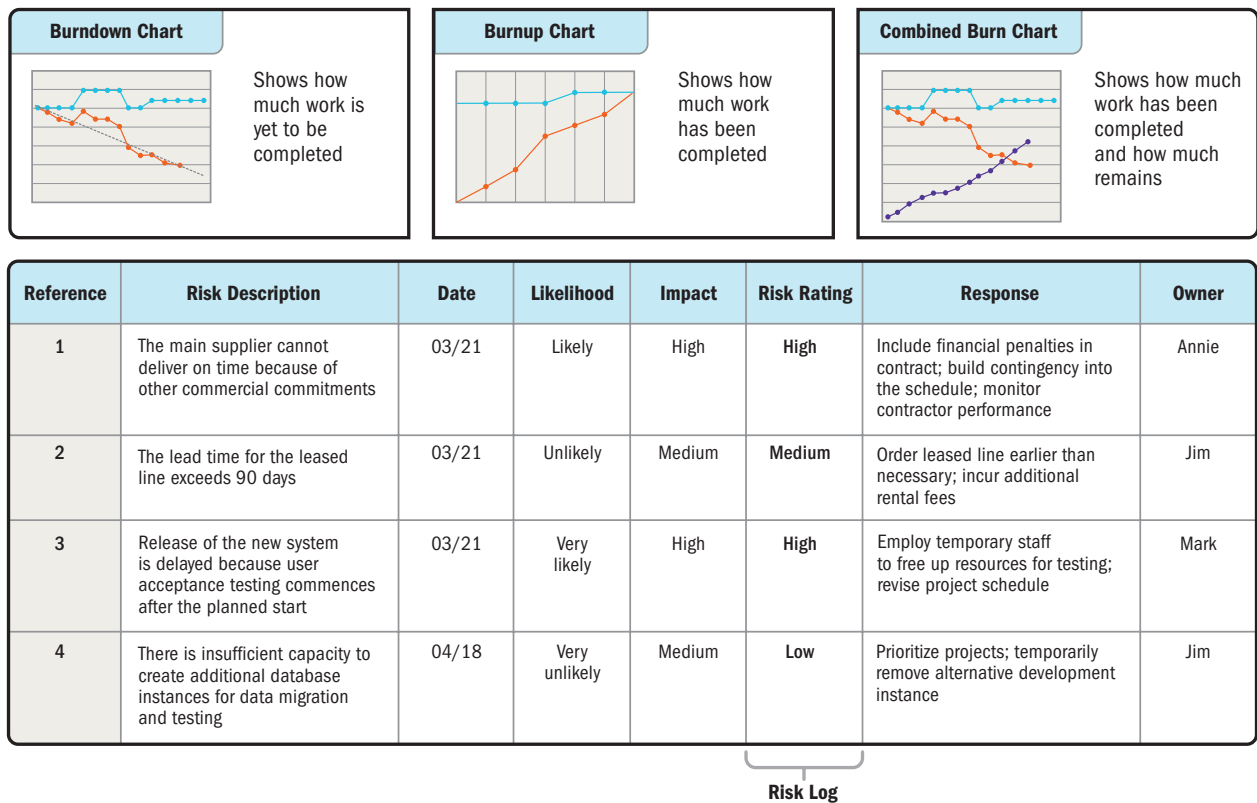 Burndown Chart
Shows how
much work is
yet to be
completed
Burnup Chart
Shows how
much work
has been
completed
Combined Burn Chart
Shows how much
work has been
completed
and how much
remains
Reference
Risk Description
Date
Likelihood
Impact
Risk Rating
Response
Owner
1
The main supplier cannot
deliver on time because of
other commercial commitments
03/21
Likely
High
High
Include financial penalties in
contract; build contingency into
the schedule; monitor
contractor performance
Annie
2
The lead time for the leased
line exceeds 90 days
03/21
Unlikely
Medium
Medium
Order leased line earlier than
necessary; incur additional
rental fees
Jim
3
Release of the new system
is delayed because user
acceptance testing commences
after the planned start
03/21
Very
likely
High
High
Employ temporary staff
to free up resources for testing;
revise project schedule
Mark
4
There is insufficient capacity to
create additional database
instances for data migration
and testing
04/18
Very
unlikely
Medium
Low
Prioritize projects; temporarily
remove alternative development
instance
Jim
Risk Log